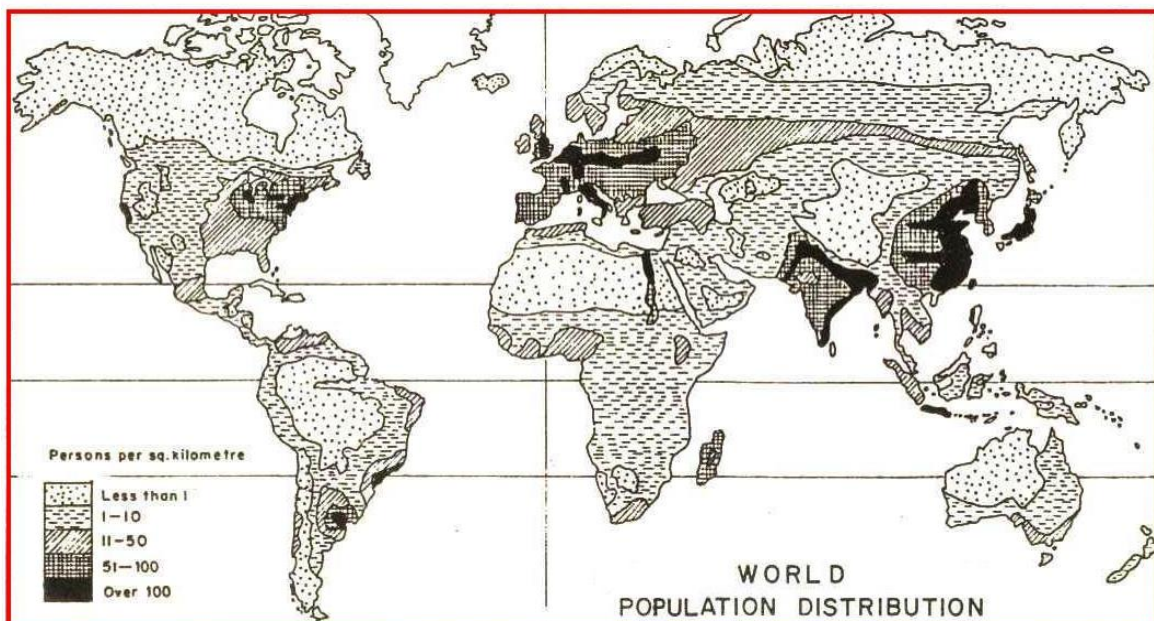 Persons per sq. kilometre
Less than 1
1–10
11–50
51–100
Over 100
WORLD
POPULATION DISTRIBUTION